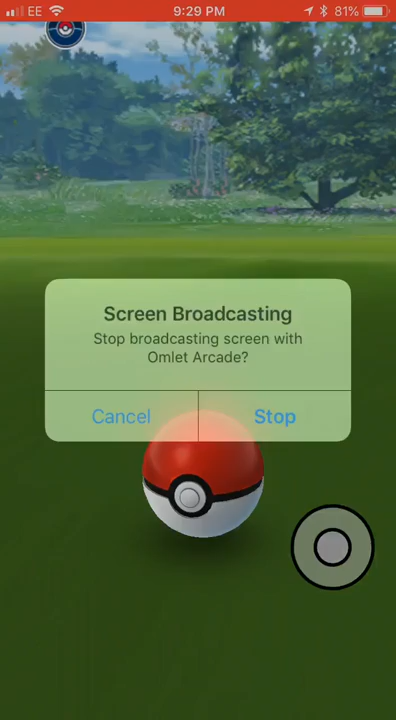 EE 9:29 PM 81%
Screen Broadcasting
Stop broadcasting screen with
Omlet Arcade?
Cancel Stop